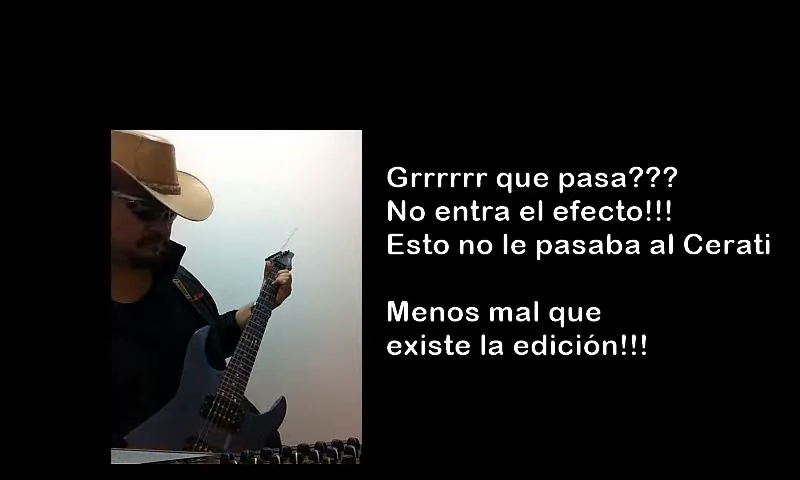 Grrrrrr que pasa???
No entra el efecto!!!
Esto no le pasaba al Cerati
Menos mal que
existe la edición!!!